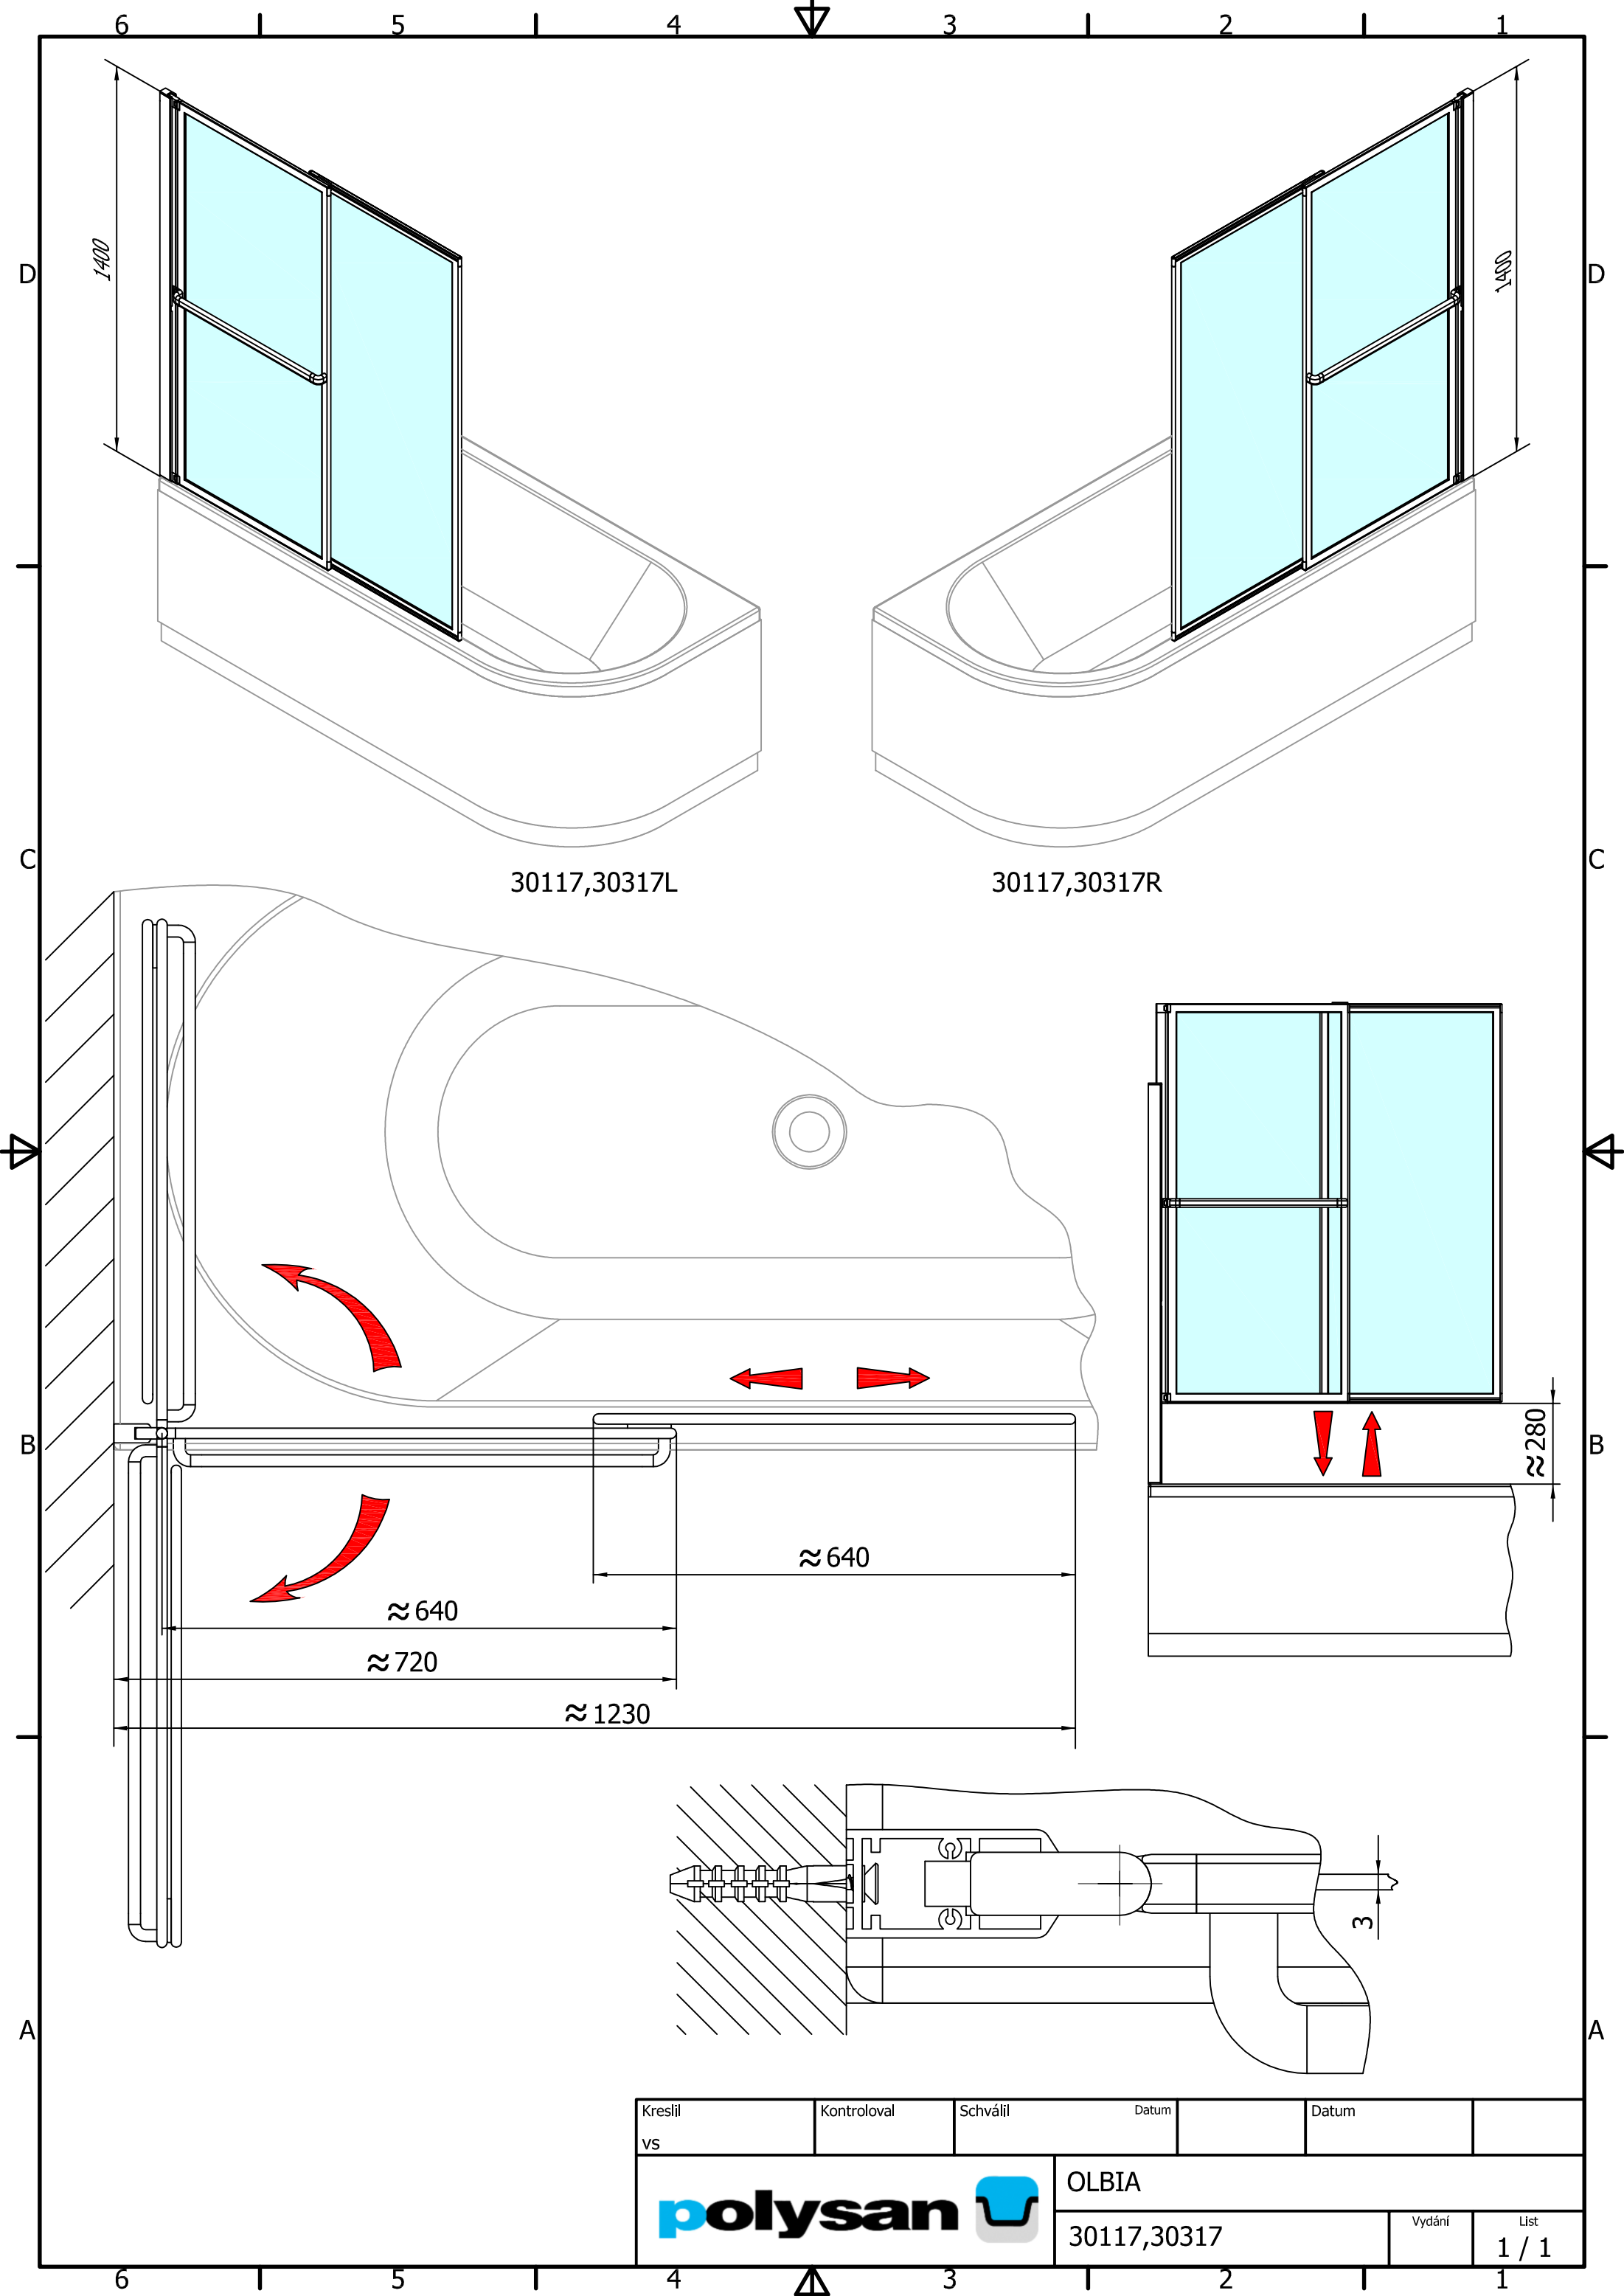 6 5 4 3 2 1
D D
1400 1400
C C
30117,30317L 30117,30317R
B B
≈280
≈640
≈640
≈720
≈1230
3
A A
Kreslil Kontroloval Schválil Datum Datum
vs
polysan
OLBIA
30117,30317
Vydání List
1 / 1
6 5 4 3 2 1